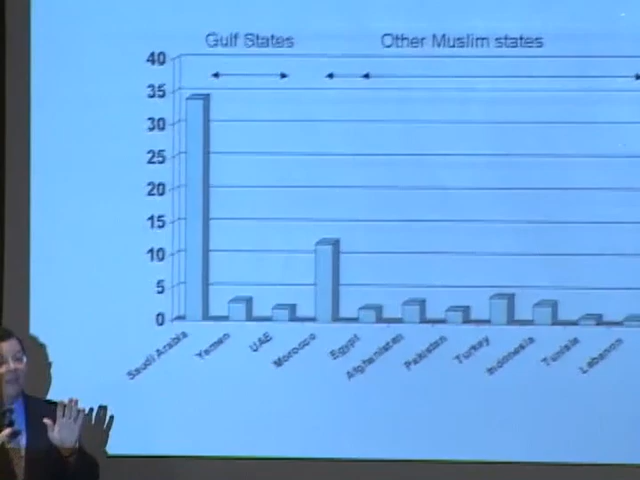 Gulf States
Other Muslim states
40
35
30
25
20
15
10
5
0
Saudi Arabia
Yemen
UAE
Morocco
Egypt
Afghanistan
Pakistan
Turkey
Indonesia
Tunisia
Lebanon